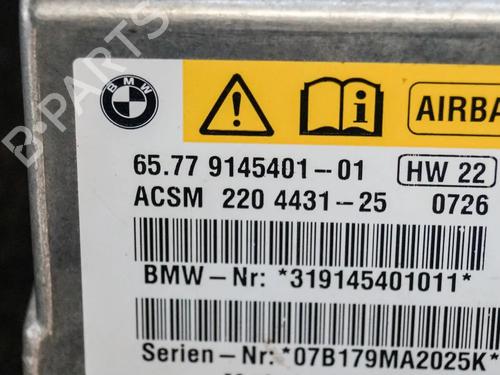 BMW
AIRBA
65.77 9145401-01 HW 22
ACSM 220 4431-25 0726
BMW-Nr: *319145401011*
Serien-Nr: *07B179MA2025K*
B-PARTS